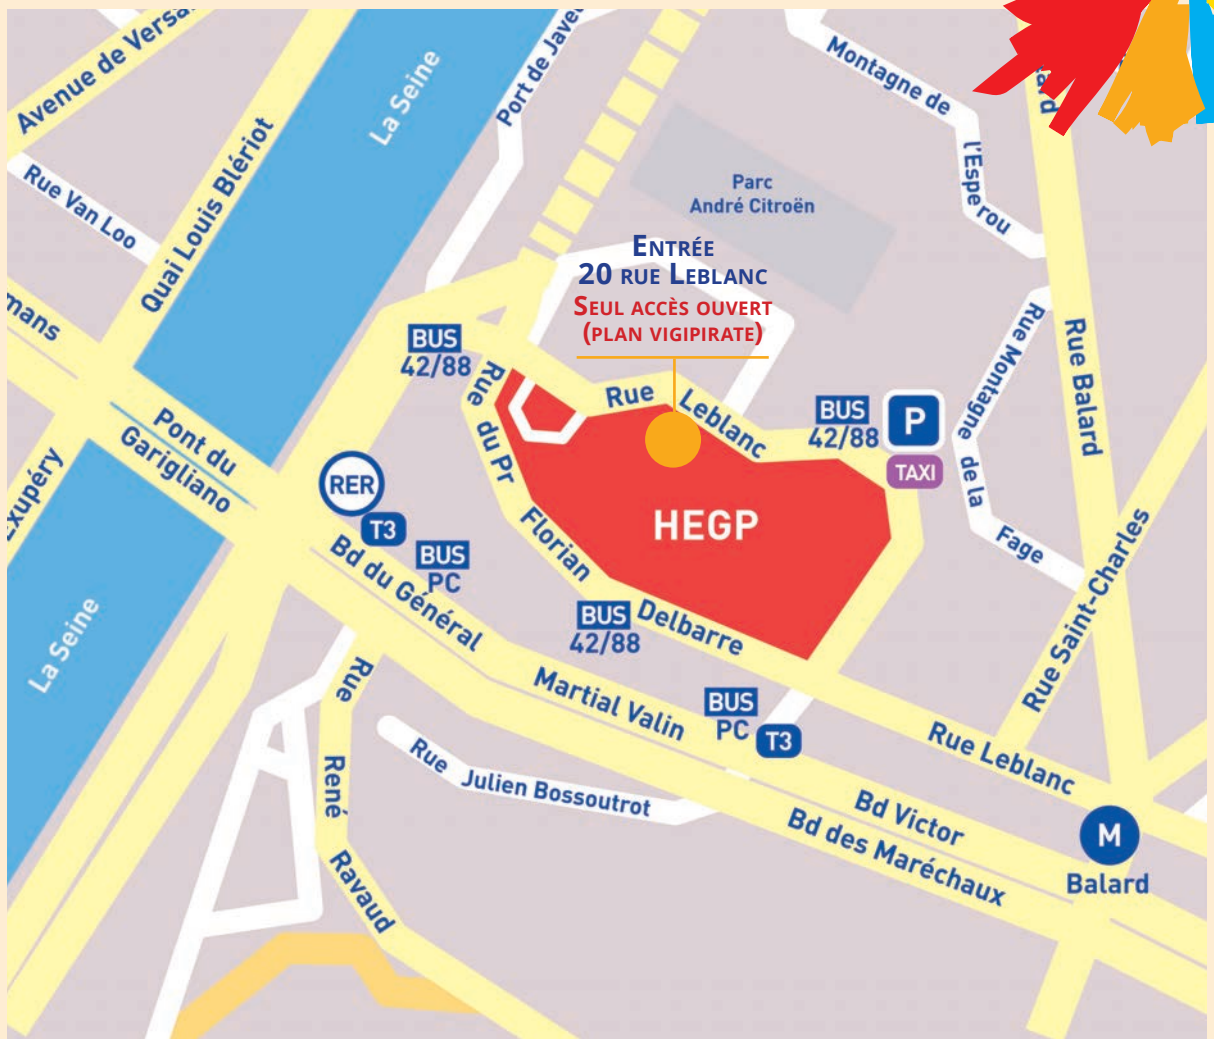 Avenue de Versa
La Seine
Port de Jave
Montagne de
l'Espe rou
Rue Van Loo
Quai Louis Blériot
Parc
André Citroën
ENTRÉE
20 RUE LEBLANC
SEUL ACCÈS OUVERT
(PLAN VIGIPIRATE)
mans
BUS
42/88
Rue du Pr
Florian
Delbarre
Rue Leblanc
BUS
42/88
P
TAXI
Rue Montagne
de la
Fage
Rue Balard
Pont du
Garigliano
Exupéry
RER
T3
BUS
PC
HEGP
Bd du Général
Martial Valin
BUS
42/88
Rue Saint-Charles
La Seine
BUS
PC
T3
Rue
René
Ravaud
Rue Julien Bossoutrot
Rue Leblanc
Bd Victor
Bd des Maréchaux
M
Balard